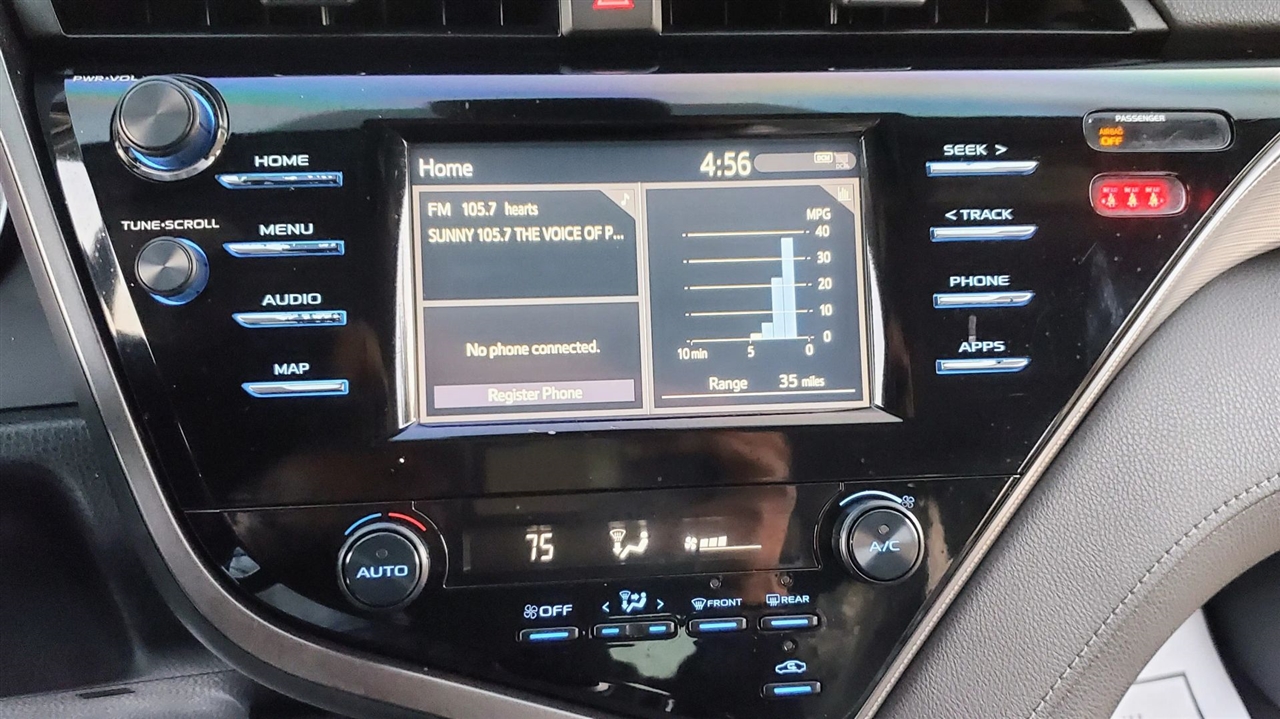 PWR•VOL
HOME
TUNE•SCROLL
MENU
AUDIO
MAP
Home
4:56
DCM
FM 105.7 hearts
SUNNY 105.7 THE VOICE OF P...
No phone connected.
Register Phone
MPG
40
30
20
10
0
10 min 5 0
Range 35 miles
SEEK >
< TRACK
PHONE
APPS
PASSENGER
AIRBAG
OFF
AUTO
75
A/C
OFF
< >
FRONT
REAR